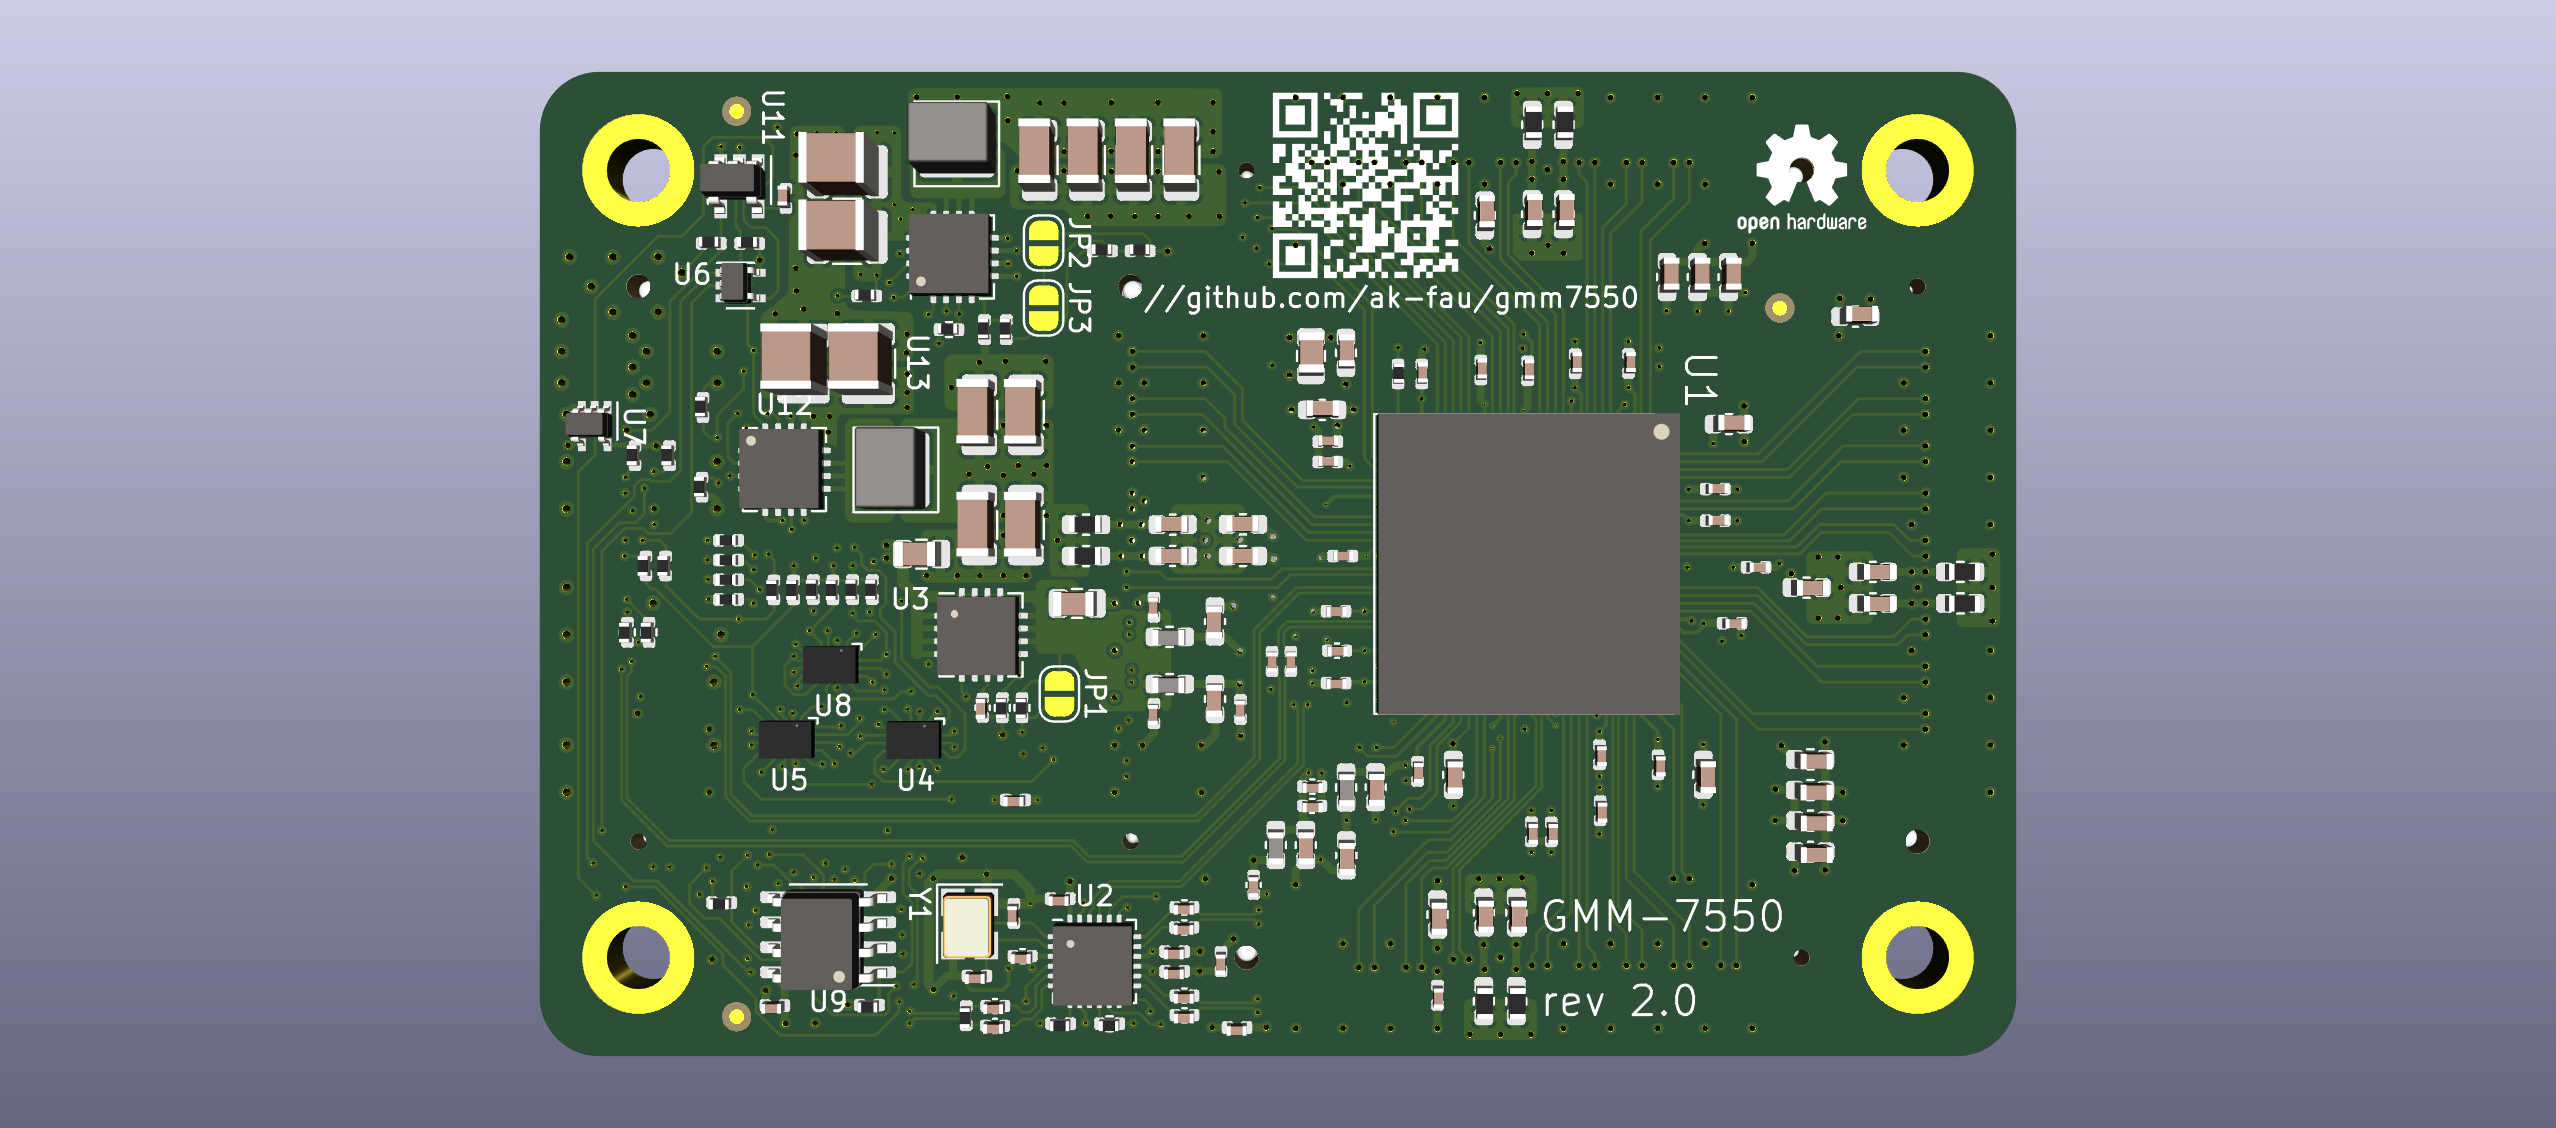 U11
open hardware
JP2
U6
JP3
//github.com/ak-fau/gmm7550
U13
U1
U12
U7
U3
JP1
U8
U5
U4
Y1
U2
GMM-7550
U9
rev 2.0